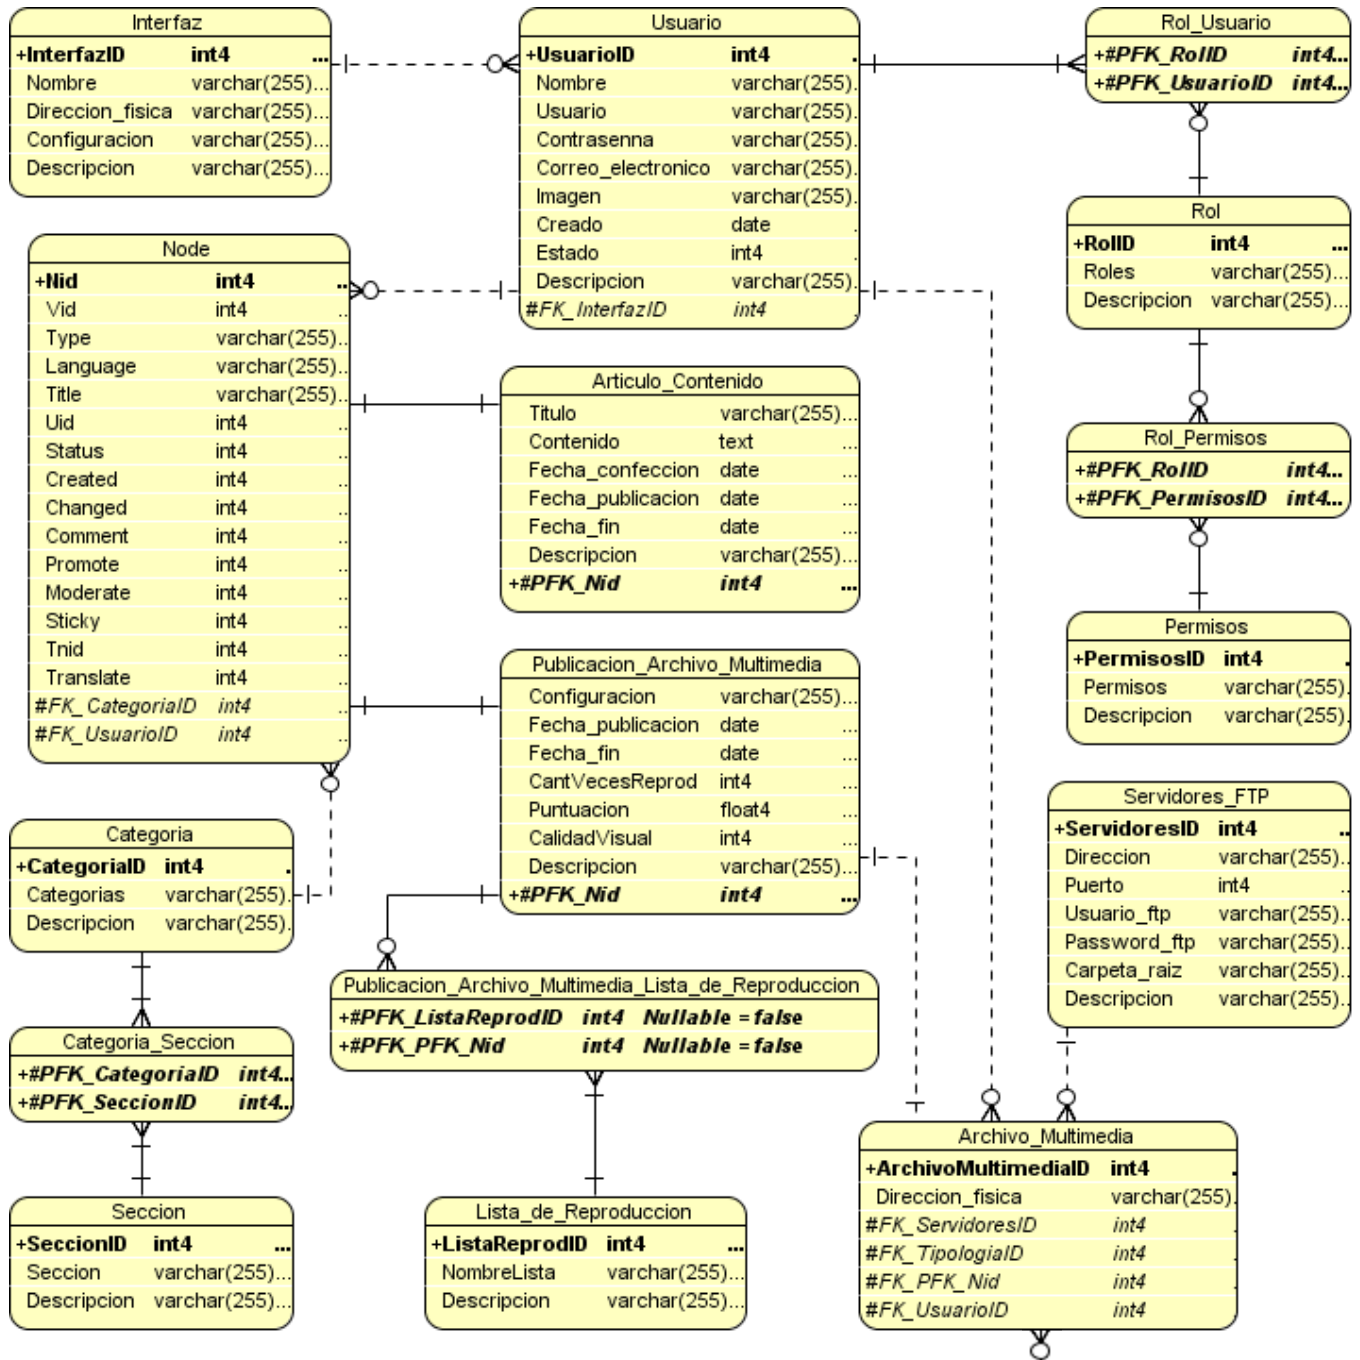 Interfaz
+InterfazID int4 ...
Nombre varchar(255)...
Direccion_fisica varchar(255)...
Configuracion varchar(255)...
Descripcion varchar(255)...
Usuario
+UsuarioID int4 .
Nombre varchar(255).
Usuario varchar(255).
Contrasenna varchar(255).
Correo_electronico varchar(255).
Imagen varchar(255).
Creado date .
Estado int4 .
Descripcion varchar(255).
#FK_InterfazID int4 .
Rol_Usuario
+#PFK_RolID int4...
+#PFK_UsuarioID int4...
Rol
+RolID int4 ...
Roles varchar(255)...
Descripcion varchar(255)...
Node
+Nid int4 ..
Vid int4 ..
Type varchar(255)..
Language varchar(255)..
Title varchar(255)..
Uid int4 ..
Status int4 ..
Created int4 ..
Changed int4 ..
Comment int4 ..
Promote int4 ..
Moderate int4 ..
Sticky int4 ..
Tnid int4 ..
Translate int4 ..
#FK_CategoriaID int4 ..
#FK_UsuarioID int4 ..
Articulo_Contenido
Titulo varchar(255)...
Contenido text ...
Fecha_confeccion date ...
Fecha_publicacion date ...
Fecha_fin date ...
Descripcion varchar(255)...
+#PFK_Nid int4 ...
Rol_Permisos
+#PFK_RolID int4...
+#PFK_PermisosID int4...
Permisos
+PermisosID int4 .
Permisos varchar(255).
Descripcion varchar(255).
Publicacion_Archivo_Multimedia
Configuracion varchar(255)...
Fecha_publicacion date ...
Fecha_fin date ...
CantVecesReprod int4 ...
Puntuacion float4 ...
CalidadVisual int4 ...
Descripcion varchar(255)...
+#PFK_Nid int4 ...
Servidores_FTP
+ServidoresID int4 ..
Direccion varchar(255)..
Puerto int4 ..
Usuario_ftp varchar(255)..
Password_ftp varchar(255)..
Carpeta_raiz varchar(255)..
Descripcion varchar(255)..
Categoría
+CategoriaID int4 .
Categorias varchar(255).
Descripcion varchar(255).
Publicacion_Archivo_Multimedia_Lista_de_Reproduccion
+#PFK_ListaReprodID int4 Nullable = false
+#PFK_PFK_Nid int4 Nullable = false
Categoria_Seccion
+#PFK_CategoriaID int4...
+#PFK_SeccionID int4...
Seccion
+SeccionID int4 ...
Seccion varchar(255)...
Descripcion varchar(255)...
Lista_de_Reproduccion
+ListaReprodID int4 ...
NombreLista varchar(255)...
Descripcion varchar(255)...
Archivo_Multimedia
+ArchivoMultimediaID int4 .
Direccion_fisica varchar(255).
#FK_ServidoresID int4 .
#FK_TipologiaID int4 .
#FK_PFK_Nid int4 .
#FK_UsuarioID int4 .